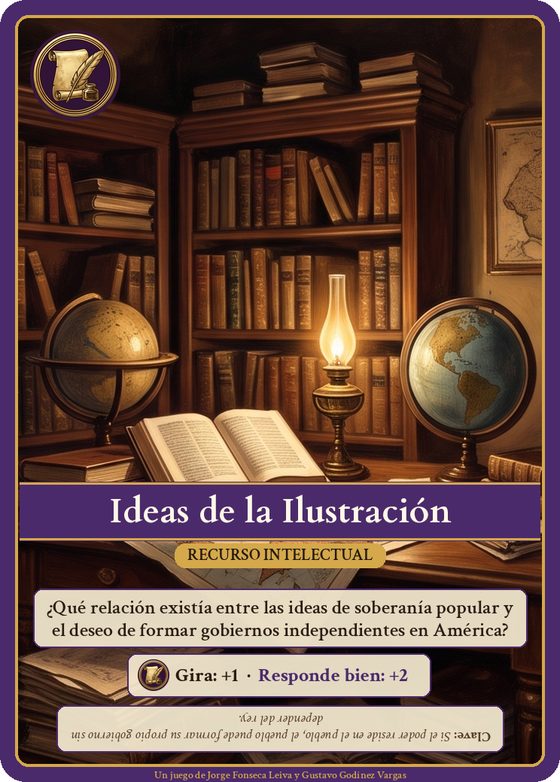 Ideas de la Ilustración
RECURSO INTELECTUAL
¿Qué relación existía entre las ideas de soberanía popular y
el deseo de formar gobiernos independientes en América?
Gira: +1 · Responde bien: +2
Clave: Si el poder reside en el pueblo, el pueblo puede formar su propio gobierno sin
depender del rey.
Un juego de Jorge Fonseca Leiva y Gustavo Godínez Vargas